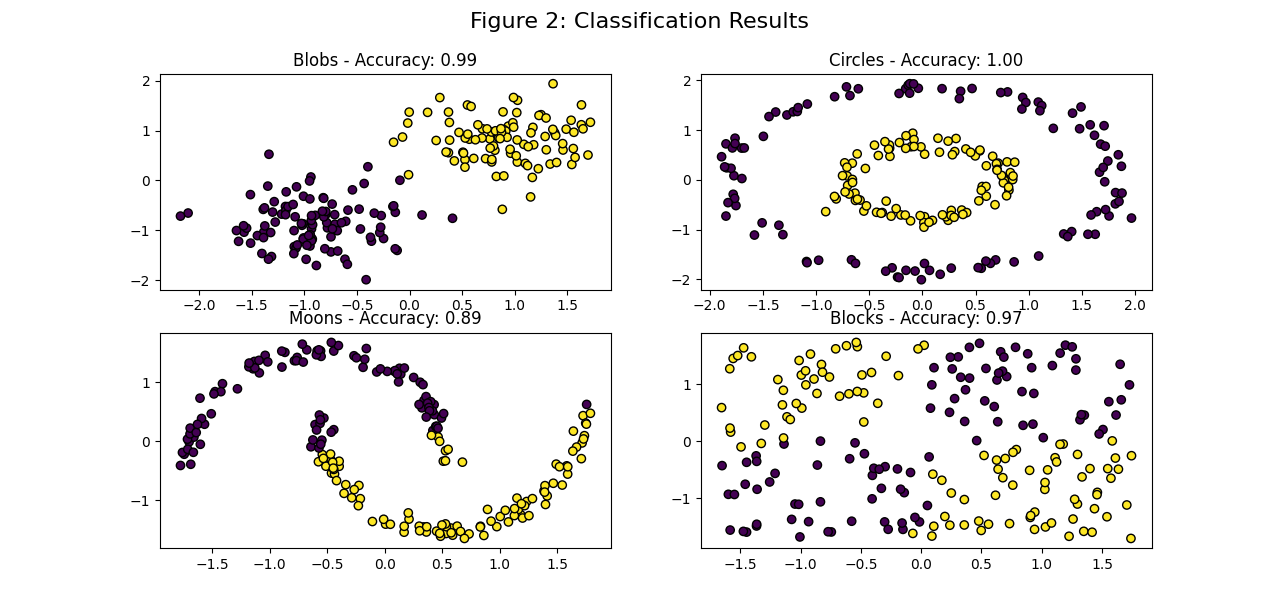 Figure 2: Classification Results
Blobs - Accuracy: 0.99
2
1
0
−1
−2
−2.0 −1.5 −1.0 −0.5 0.0 0.5 1.0 1.5
Circles - Accuracy: 1.00
2
1
0
−1
−2
−2.0 −1.5 −1.0 −0.5 0.0 0.5 1.0 1.5 2.0
Moons - Accuracy: 0.89
1
0
−1
−1.5 −1.0 −0.5 0.0 0.5 1.0 1.5
Blocks - Accuracy: 0.97
1
0
−1
−1.5 −1.0 −0.5 0.0 0.5 1.0 1.5